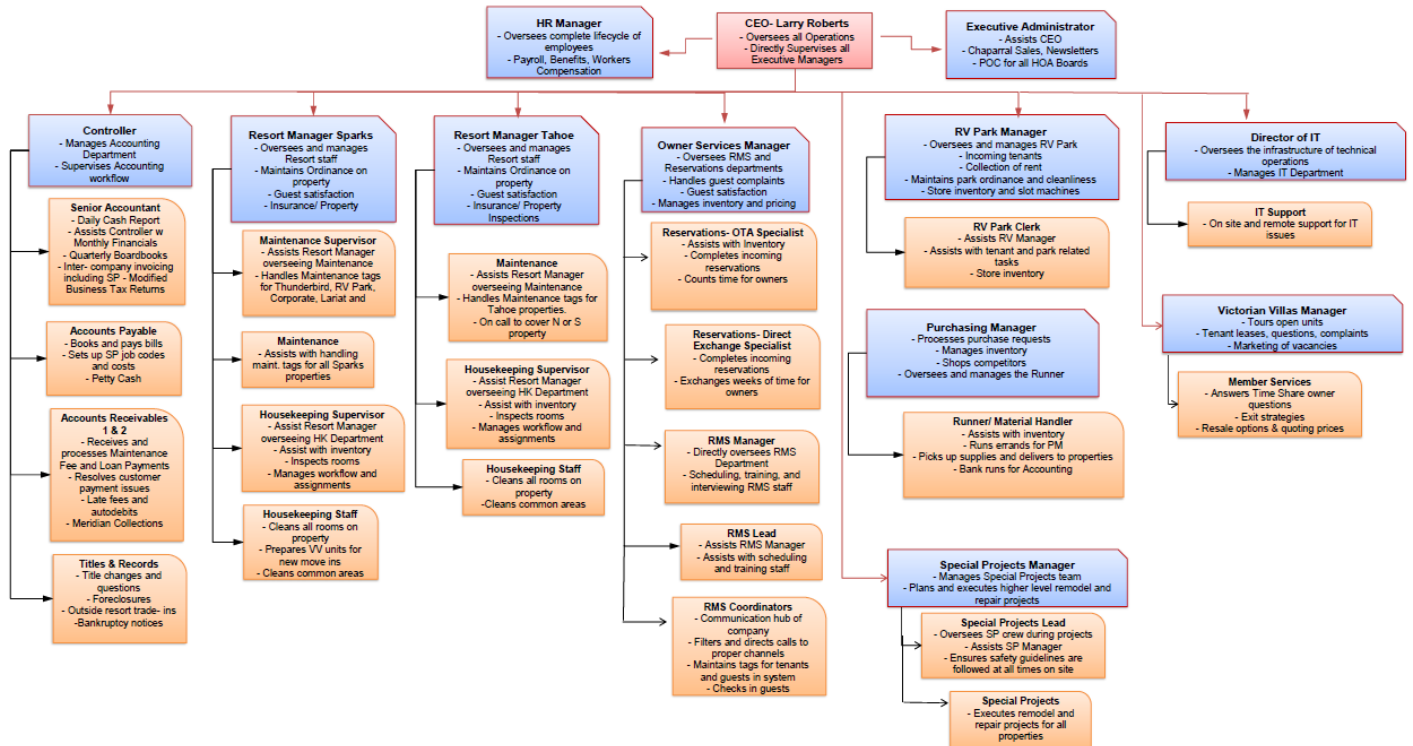 HR Manager
- Oversees complete lifecycle of
employees
- Payroll, Benefits, Workers
Compensation
CEO- Larry Roberts
- Oversees all Operations
- Directly Supervises all
Executive Managers
Executive Administrator
- Assists CEO
- Chaparral Sales, Newsletters
- POC for all HOA Boards
Controller
- Manages Accounting
Department
- Supervises Accounting
workflow
Senior Accountant
- Daily Cash Report
- Assists Controller w
Monthly Financials
- Quarterly Boardbooks
- Inter- company invoicing
including SP - Modified
Business Tax Returns
Accounts Payable
- Books and pays bills
- Sets up SP job codes
and costs
- Petty Cash
Accounts Receivables
1 & 2
- Receives and
processes Maintenance
Fee and Loan Payments
- Resolves customer
payment issues
- Late fees and
autodebits
- Meridian Collections
Titles & Records
- Title changes and
questions
- Foreclosures
- Outside resort trade- ins
-Bankruptcy notices
Resort Manager Sparks
- Oversees and manages
Resort staff
- Maintains Ordinance on
property
- Guest satisfaction
- Insurance/ Property
Maintenance Supervisor
- Assists Resort Manager
overseeing Maintenance
- Handles Maintenance tags
for Thunderbird, RV Park,
Corporate, Lariat and
Maintenance
- Assists with handling
maint. tags for all Sparks
properties
Housekeeping Supervisor
- Assist Resort Manager
overseeing HK Department
- Assist with inventory
- Inspects rooms
- Manages workflow and
assignments
Housekeeping Staff
- Cleans all rooms on
property
- Prepares VV units for
new move ins
- Cleans common areas
Resort Manager Tahoe
- Oversees and manages
Resort staff
- Maintains Ordinance on
property
- Guest satisfaction
- Insurance/ Property
Inspections
Maintenance
- Assists Resort Manager
overseeing Maintenance
- Handles Maintenance tags for
Tahoe properties.
- On call to cover N or S
property
Housekeeping Supervisor
- Assist Resort Manager
overseeing HK Department
- Assist with inventory
- Inspects rooms
- Manages workflow and
assignments
Housekeeping Staff
- Cleans all rooms on
property
-Cleans common areas
Owner Services Manager
- Oversees RMS and
Reservations departments
- Handles guest complaints
- Guest satisfaction
- Manages inventory and pricing
Reservations- OTA Specialist
- Assists with Inventory
- Completes incoming
reservations
- Counts time for owners
Reservations- Direct
Exchange Specialist
- Completes incoming
reservations
- Exchanges weeks of time for
owners
RMS Manager
- Directly oversees RMS
Department
- Scheduling, training, and
interviewing RMS staff
RMS Lead
- Assists RMS Manager
- Assists with scheduling
and training staff
RMS Coordinators
- Communication hub of
company
- Filters and directs calls to
proper channels
- Maintains tags for tenants
and guests in system
- Checks in guests
RV Park Manager
- Oversees and manages RV Park
- Incoming tenants
- Collection of rent
- Maintains park ordinance and cleanliness
- Store inventory and slot machines
RV Park Clerk
- Assists RV Manager
- Assists with tenant and park related
tasks
- Store inventory
Purchasing Manager
- Processes purchase requests
- Manages inventory
- Shops competitors
- Oversees and manages the Runner
Runner/ Material Handler
- Assists with inventory
- Runs errands for PM
- Picks up supplies and delivers to properties
- Bank runs for Accounting
Special Projects Manager
- Manages Special Projects team
- Plans and executes higher level remodel and
repair projects
Special Projects Lead
- Oversees SP crew during projects
- Assists SP Manager
- Ensures safety guidelines are
followed at all times on site
Special Projects
- Executes remodel and
repair projects for all
properties
Director of IT
- Oversees the infrastructure of technical
operations
- Manages IT Department
IT Support
- On site and remote support for IT
issues
Victorian Villas Manager
- Tours open units
- Tenant leases, questions, complaints
- Marketing of vacancies
Member Services
- Answers Time Share owner
questions
- Exit strategies
- Resale options & quoting prices